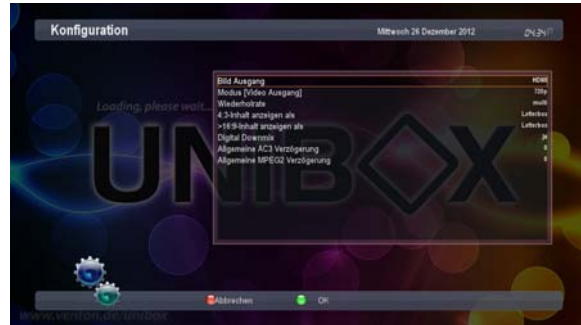 Konfiguration
Mittwoch 26 Dezember 2012
04:34
Bild Ausgang HDMI
Modus [Video Ausgang] 720p
Wiederholrate multi
4:3-Inhalt anzeigen als Letterbox
>16:9-Inhalt anzeigen als Letterbox
Digital Downmix ja
Allgemeine AC3 Verzögerung 0
Allgemeine MPEG2 Verzögerung 0
Loading, please wait...
UNIBOX
Abbrechen
OK
www.venton.de/unibox